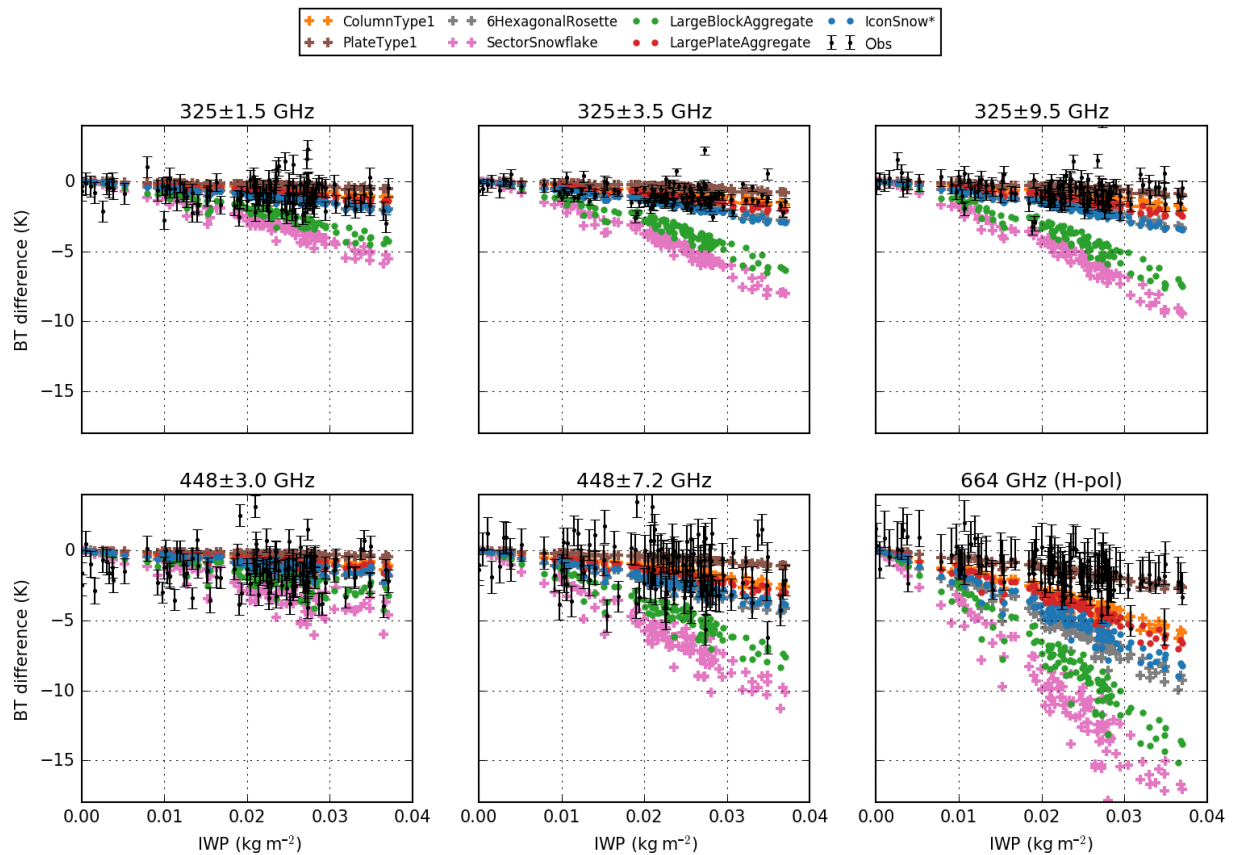 ColumnType1 6HexagonalRosette LargeBlockAggregate IconSnow*
PlateType1 SectorSnowflake LargePlateAggregate Obs
325±1.5 GHz 325±3.5 GHz 325±9.5 GHz
0
−5
−10
−15
BT difference (K)
448±3.0 GHz 448±7.2 GHz 664 GHz (H-pol)
0
−5
−10
−15
BT difference (K)
0.00 0.01 0.02 0.03 0.04 0.00 0.01 0.02 0.03 0.04 0.00 0.01 0.02 0.03 0.04
IWP (kg m⁻²) IWP (kg m⁻²) IWP (kg m⁻²)